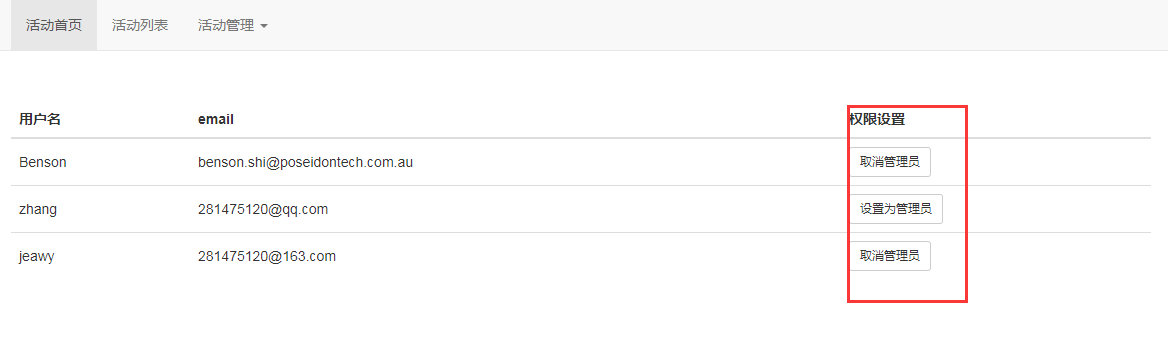 活动首页 活动列表 活动管理
用户名 email 权限设置
Benson benson.shi@poseidontech.com.au 取消管理员
zhang 281475120@qq.com 设置为管理员
jeawy 281475120@163.com 取消管理员